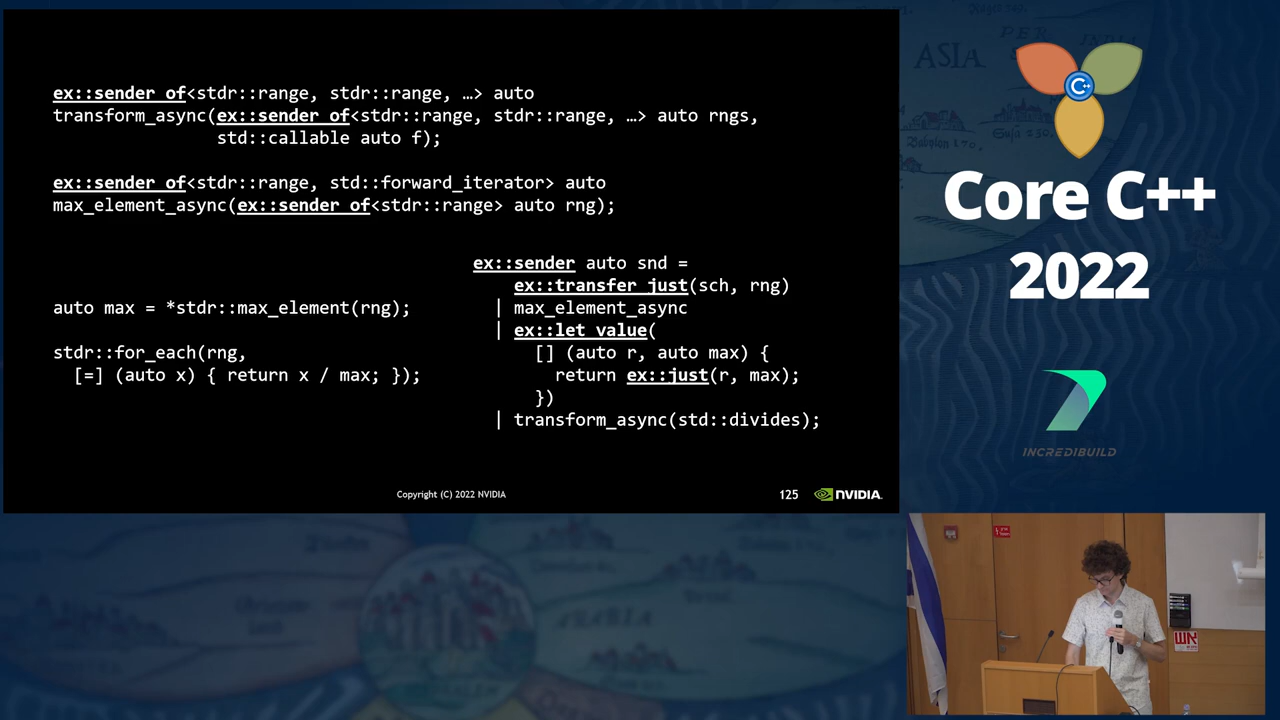 ex::sender_of<stdr::range, stdr::range, …> auto
transform_async(ex::sender_of<stdr::range, stdr::range, …> auto rngs,
std::callable auto f);
ex::sender_of<stdr::range, std::forward_iterator> auto
max_element_async(ex::sender_of<stdr::range> auto rng);
auto max = *stdr::max_element(rng);
stdr::for_each(rng,
[=] (auto x) { return x / max; });
ex::sender auto snd =
ex::transfer_just(sch, rng)
| max_element_async
| ex::let_value(
[] (auto r, auto max) {
return ex::just(r, max);
})
| transform_async(std::divides);
Copyright (C) 2022 NVIDIA
125
NVIDIA.
ASIA
C++
Core C++
2022
INCREDIBUILD
אש